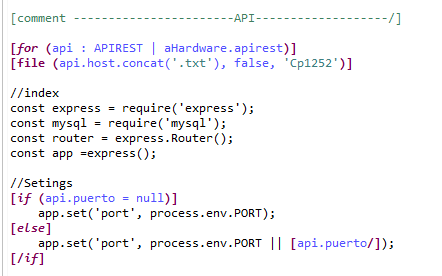 [comment ----------------------API------------------/]
[for (api : APIREST | aHardware.apirest)]
[file (api.host.concat('.txt'), false, 'Cp1252')]
//index
const express = require('express');
const mysql = require('mysql');
const router = express.Router();
const app =express();
//Setings
[if (api.puerto = null)]
    app.set('port', process.env.PORT);
[else]
    app.set('port', process.env.PORT || [api.puerto/]);
[/if]